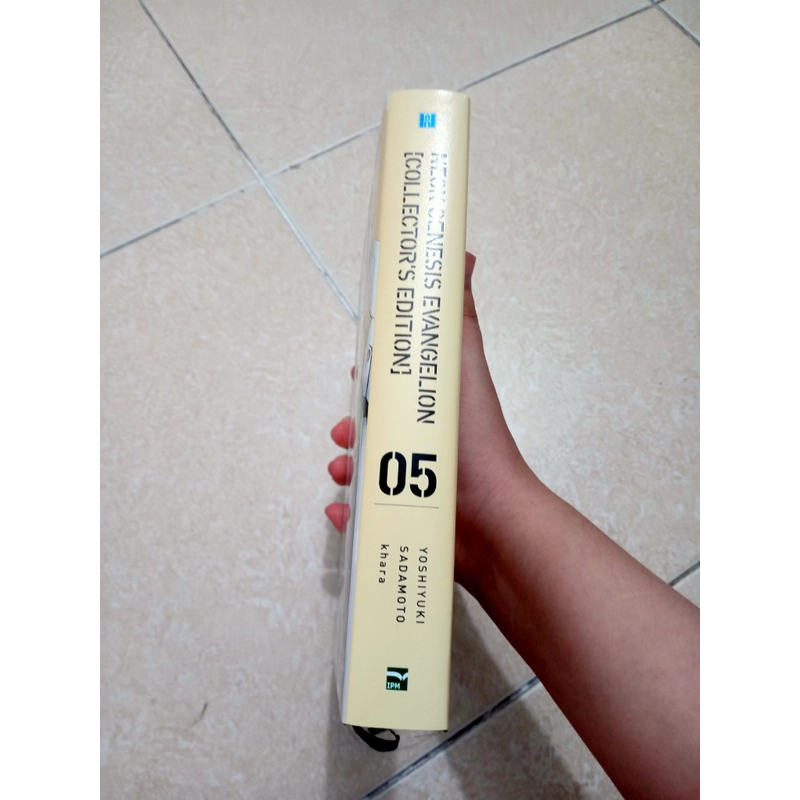 NEON GENESIS EVANGELION
[COLLECTOR'S EDITION]
05
YOSHIYUKI
SADAMOTO
khara
IPM